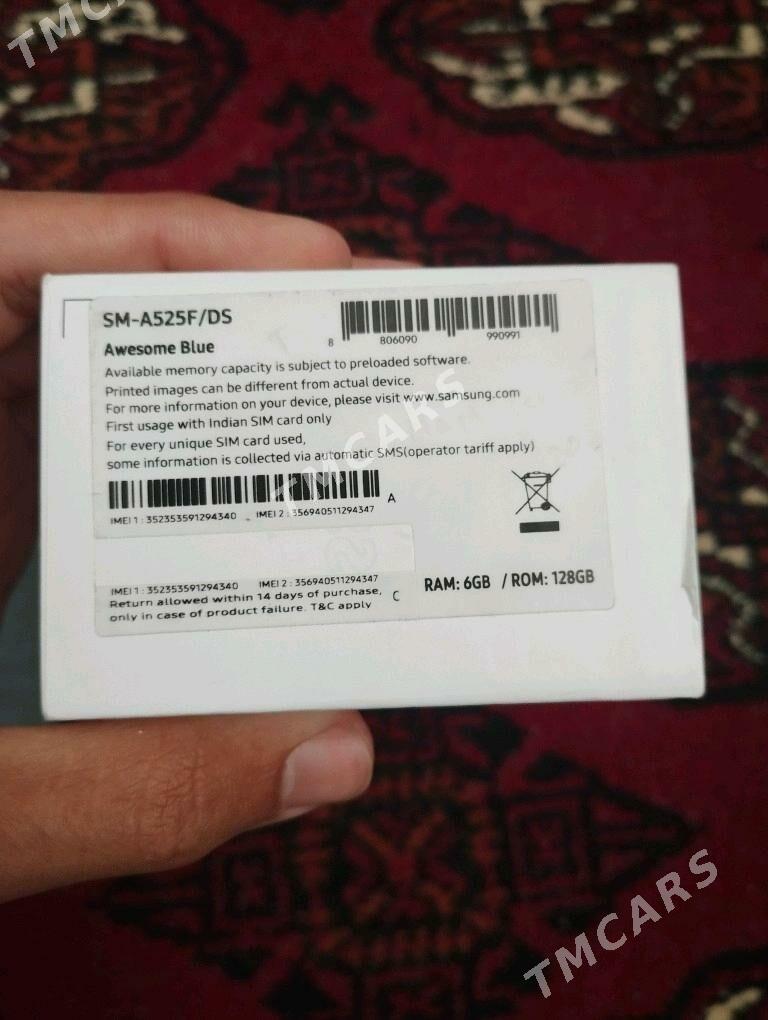 TMCARS
SM-A525F/DS
Awesome Blue
8 806090 990991
Available memory capacity is subject to preloaded software.
Printed images can be different from actual device.
For more information on your device, please visit www.samsung.com
First usage with Indian SIM card only
For every unique SIM card used,
some information is collected via automatic SMS(operator tariff apply)
TMCARS
A
IMEI 1 : 352353591294340 IMEI 2 : 356940511294347
IMEI 1 : 352353591294340 IMEI 2 : 356940511294347
Return allowed within 14 days of purchase,
only in case of product failure. T&C apply
C
RAM: 6GB / ROM: 128GB
TMCARS